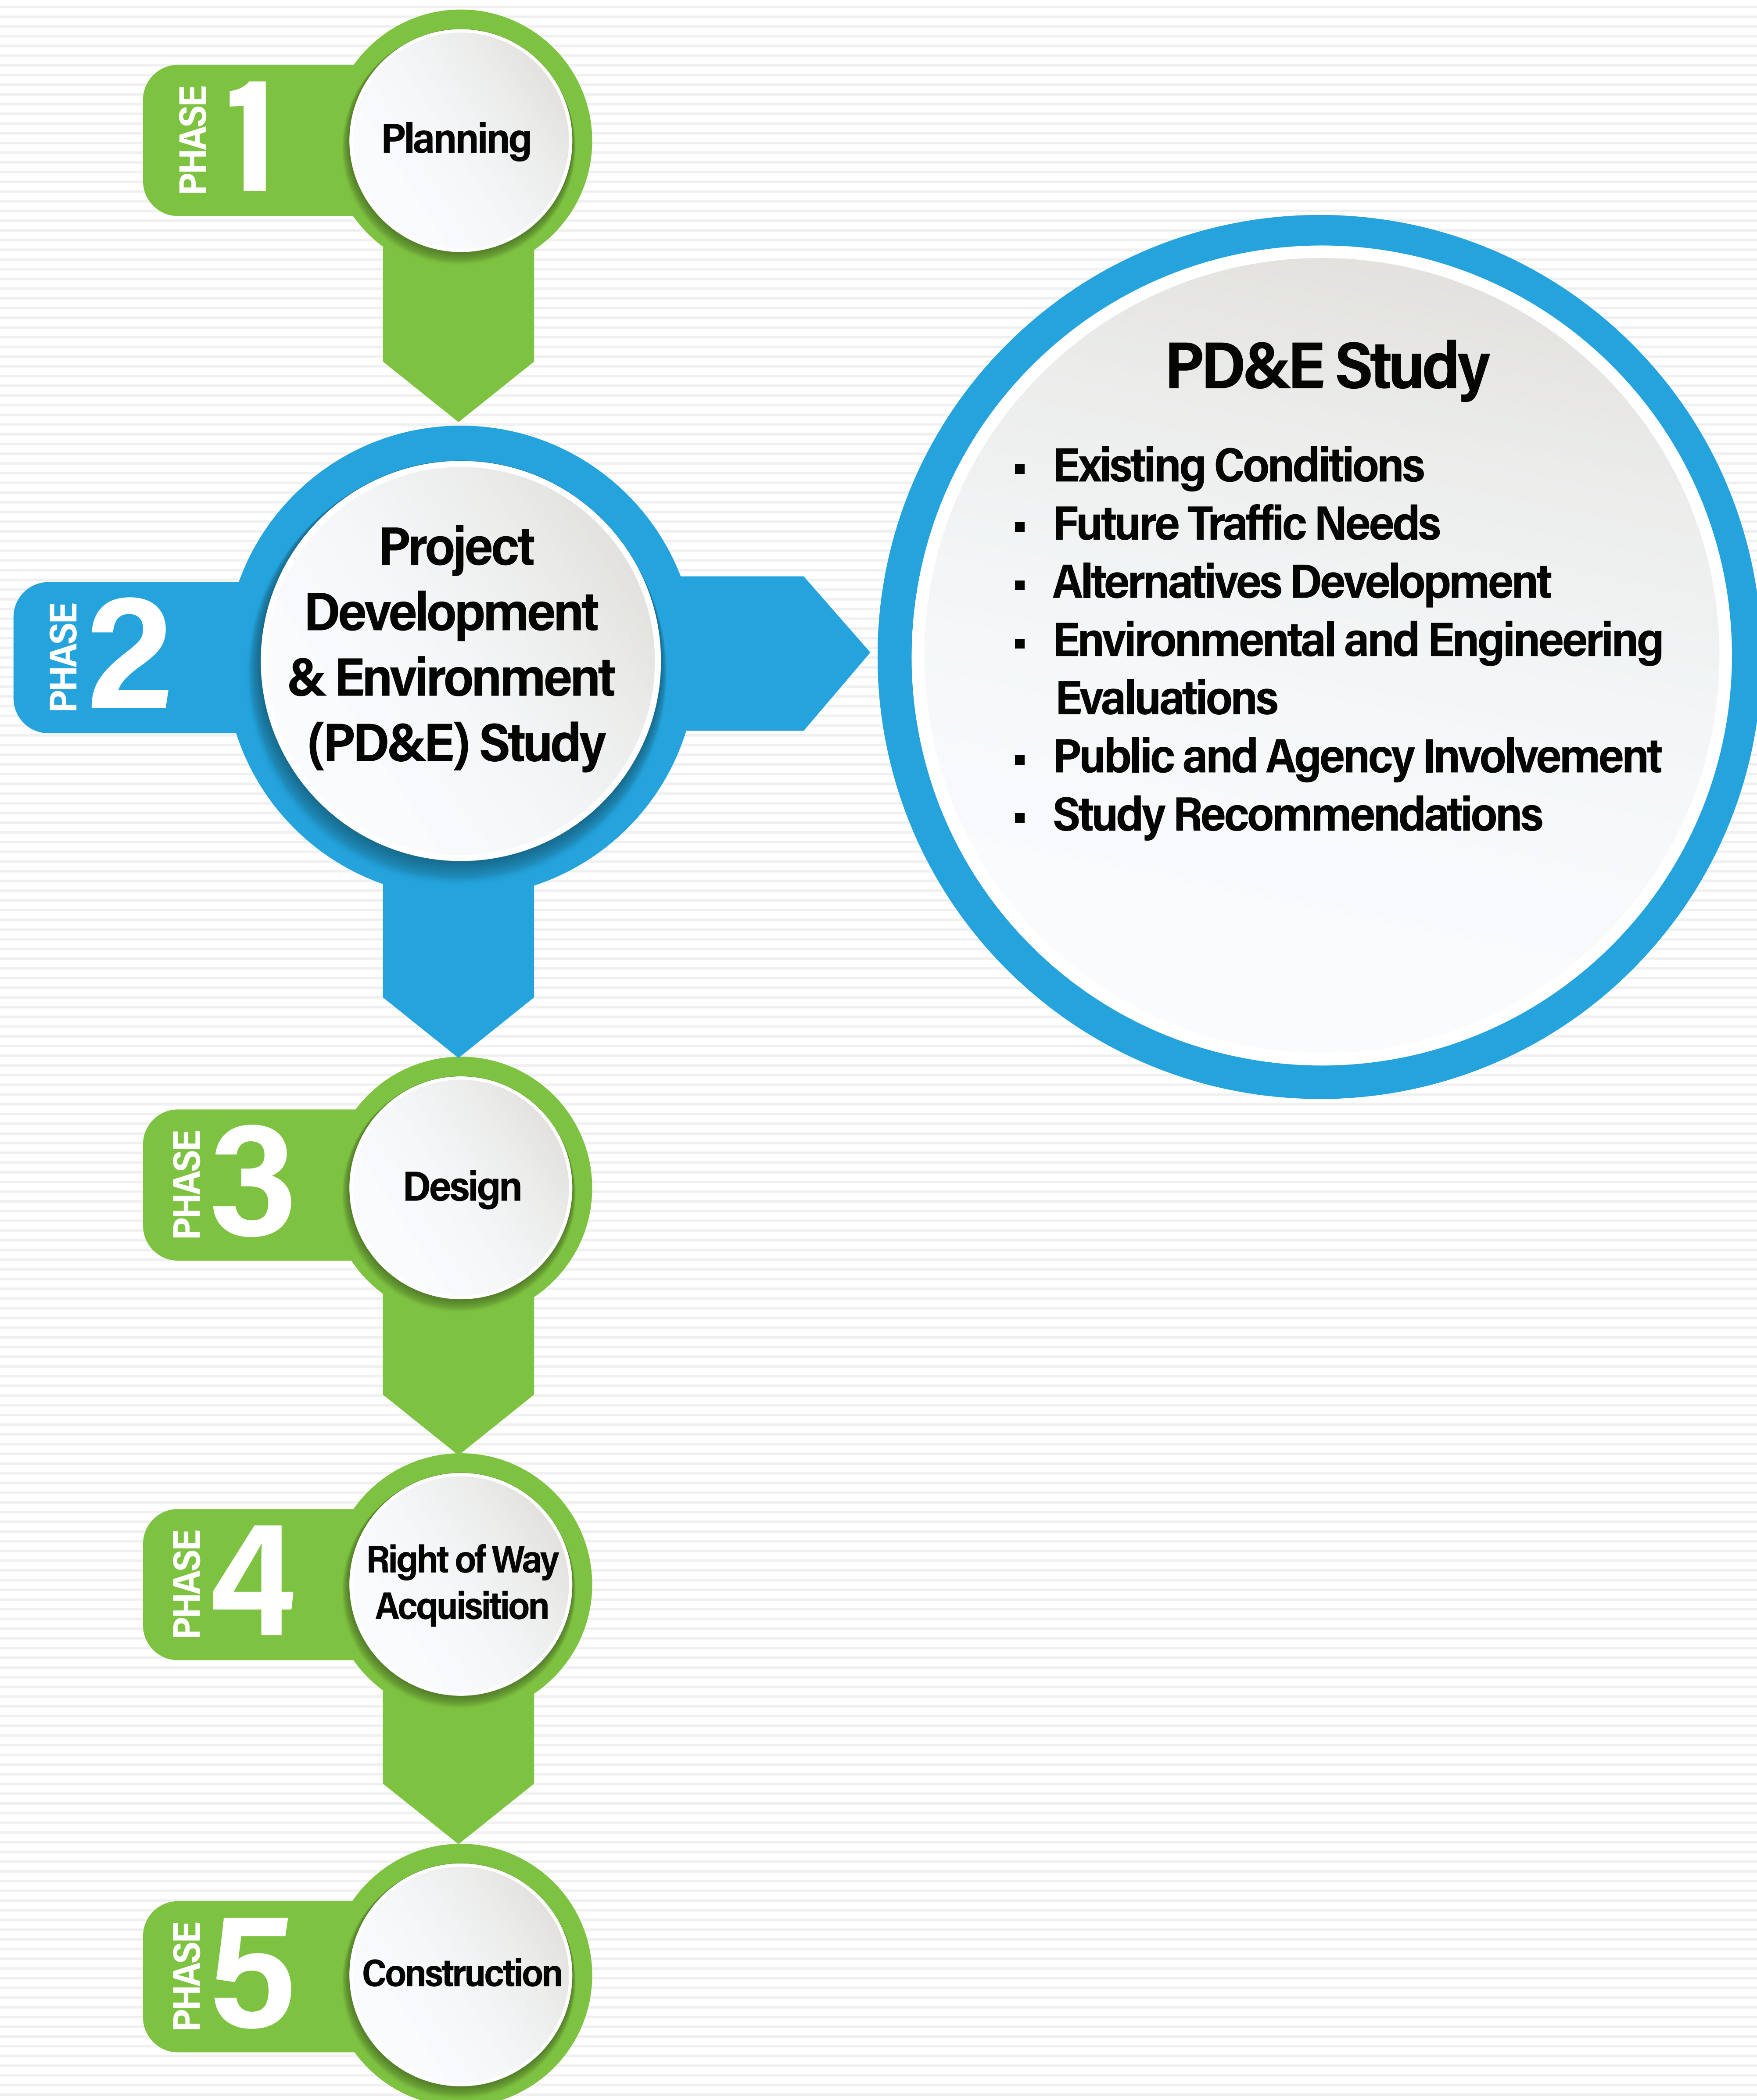 PHASE 1
Planning
PHASE 2
Project
Development
& Environment
(PD&E) Study
PD&E Study
▪ Existing Conditions
▪ Future Traffic Needs
▪ Alternatives Development
▪ Environmental and Engineering
Evaluations
▪ Public and Agency Involvement
▪ Study Recommendations
PHASE 3
Design
PHASE 4
Right of Way
Acquisition
PHASE 5
Construction